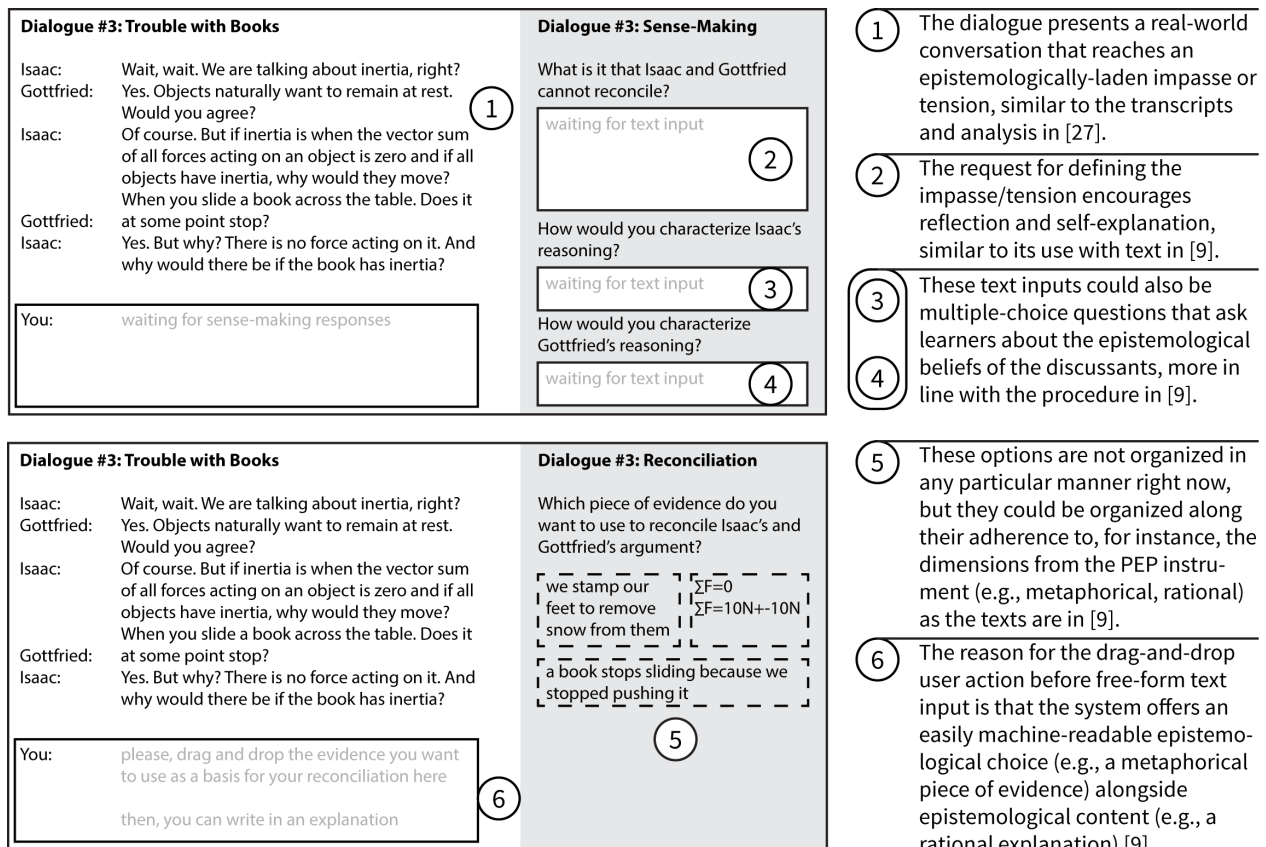 Dialogue #3: Trouble with Books
Isaac: Wait, wait. We are talking about inertia, right?
Gottfried: Yes. Objects naturally want to remain at rest.
Would you agree?
Isaac: Of course. But if inertia is when the vector sum
of all forces acting on an object is zero and if all
objects have inertia, why would they move?
When you slide a book across the table. Does it
Gottfried: at some point stop?
Isaac: Yes. But why? There is no force acting on it. And
why would there be if the book has inertia?
1
You: waiting for sense-making responses
Dialogue #3: Sense-Making
What is it that Isaac and Gottfried
cannot reconcile?
waiting for text input
2
How would you characterize Isaac's
reasoning?
waiting for text input
3
How would you characterize
Gottfried's reasoning?
waiting for text input
4
1 The dialogue presents a real-world
conversation that reaches an
epistemologically-laden impasse or
tension, similar to the transcripts
and analysis in [27].
2 The request for defining the
impasse/tension encourages
reflection and self-explanation,
similar to its use with text in [9].
3 These text inputs could also be
multiple-choice questions that ask
learners about the epistemological
beliefs of the discussants, more in
4 line with the procedure in [9].
Dialogue #3: Trouble with Books
Isaac: Wait, wait. We are talking about inertia, right?
Gottfried: Yes. Objects naturally want to remain at rest.
Would you agree?
Isaac: Of course. But if inertia is when the vector sum
of all forces acting on an object is zero and if all
objects have inertia, why would they move?
When you slide a book across the table. Does it
Gottfried: at some point stop?
Isaac: Yes. But why? There is no force acting on it. And
why would there be if the book has inertia?
You: please, drag and drop the evidence you want
to use as a basis for your reconciliation here
then, you can write in an explanation
6
Dialogue #3: Reconciliation
Which piece of evidence do you
want to use to reconcile Isaac's and
Gottfried's argument?
we stamp our
feet to remove
snow from them
∑F=0
∑F=10N+-10N
a book stops sliding because we
stopped pushing it
5
5 These options are not organized in
any particular manner right now,
but they could be organized along
their adherence to, for instance, the
dimensions from the PEP instru-
ment (e.g., metaphorical, rational)
as the texts are in [9].
6 The reason for the drag-and-drop
user action before free-form text
input is that the system offers an
easily machine-readable epistemo-
logical choice (e.g., a metaphorical
piece of evidence) alongside
epistemological content (e.g., a
rational explanation) [9]